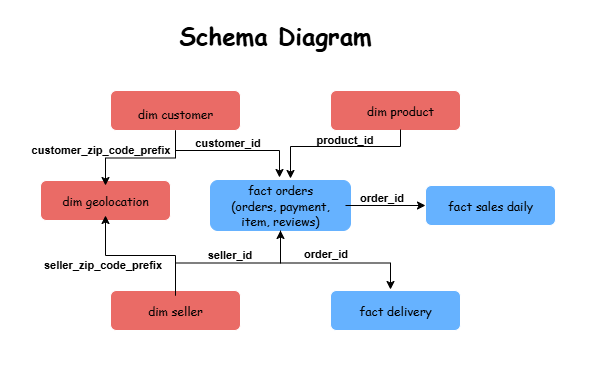 Schema Diagram
dim customer
dim product
customer_zip_code_prefix
customer_id
product_id
dim geolocation
fact orders
(orders, payment,
item, reviews)
order_id
fact sales daily
seller_zip_code_prefix
seller_id
order_id
dim seller
fact delivery